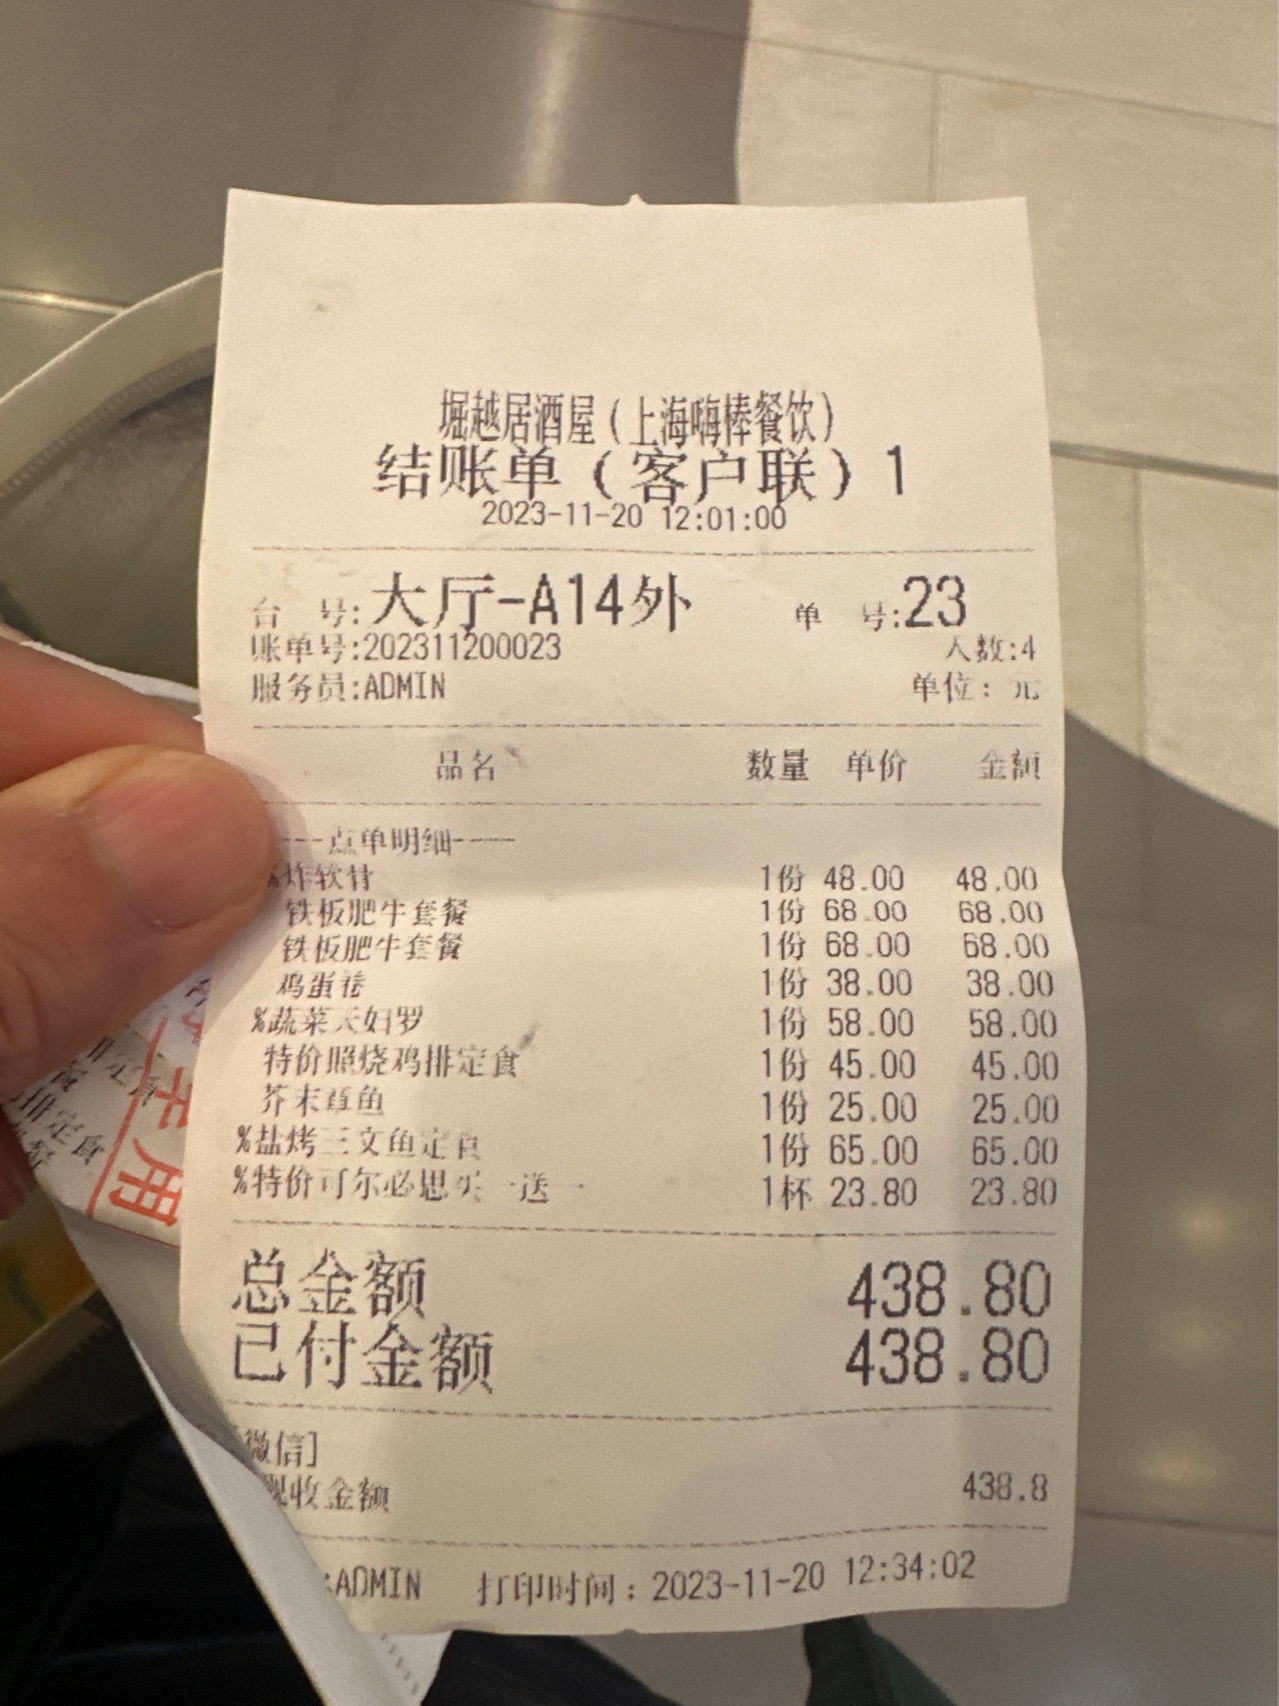 堀越居酒屋(上海嗨棒餐饮)
结账单(客户联)1
2023-11-20 12:01:00
台 号:大厅-A14外 单 号:23
账单号:202311200023 人数:4
服务员:ADMIN 单位: 元
品名 数量 单价 金额
---点单明细----
%炸软骨 1份 48.00 48.00
铁板肥牛套餐 1份 68.00 68.00
铁板肥牛套餐 1份 68.00 68.00
鸡蛋卷 1份 38.00 38.00
%蔬菜天妇罗 1份 58.00 58.00
特价照烧鸡排定食 1份 45.00 45.00
芥末章鱼 1份 25.00 25.00
%盐烤三文鱼定食 1份 65.00 65.00
%特价可尔必思买一送一 1杯 23.80 23.80
总金额 438.80
已付金额 438.80
微信]
现收金额 438.8
:ADMIN 打印时间: 2023-11-20 12:34:02
排定食
用